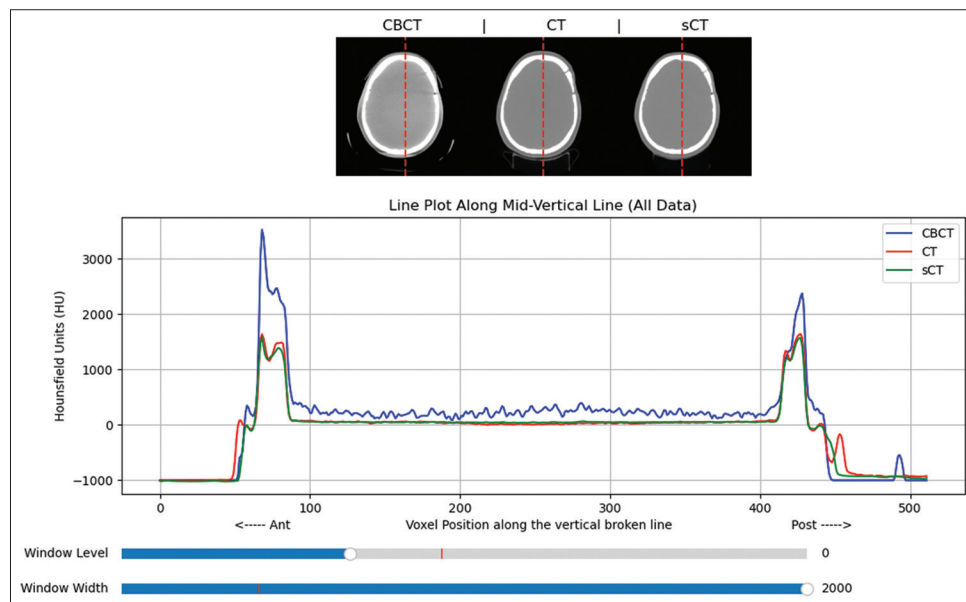 CBCT | CT | sCT
Line Plot Along Mid-Vertical Line (All Data)
CBCT
CT
sCT
Hounsfield Units (HU)
3000
2000
1000
0
−1000
0 100 200 300 400 500
<----- Ant Voxel Position along the vertical broken line Post ----->
Window Level 0
Window Width 2000